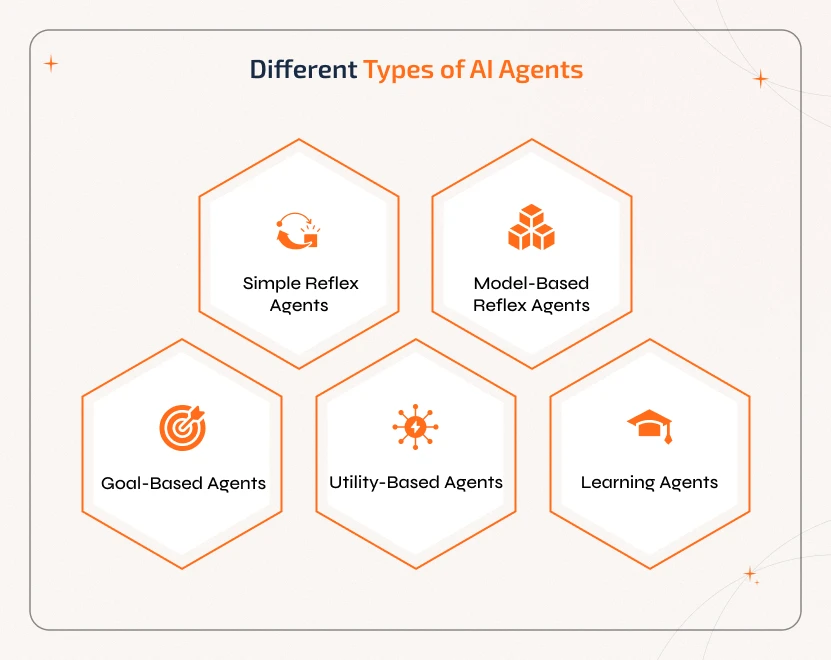 Different Types of AI Agents
Simple Reflex
Agents
Model-Based
Reflex Agents
Goal-Based Agents
Utility-Based Agents
Learning Agents